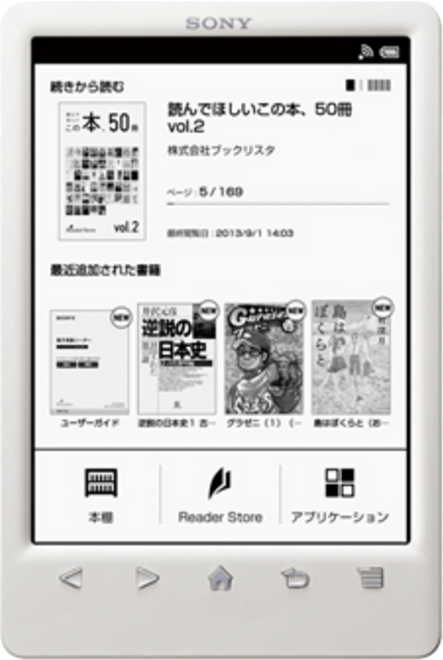 SONY
続きから読む
読んでほしいこの本、50冊
vol.2
株式会社ブックリスタ
ページ：5 / 169
最終閲覧日：2013/9/1 14:03
この本、50冊
vol.2
最近追加された書籍
NEW
NEW
NEW
NEW
SONY
井沢元彦
逆説の
日本史
島は
ぼくらと
ユーザーガイド
逆説の日本史1 古…
グラゼニ（1）（…
島はぼくらと（お…
本棚
Reader Store
アプリケーション